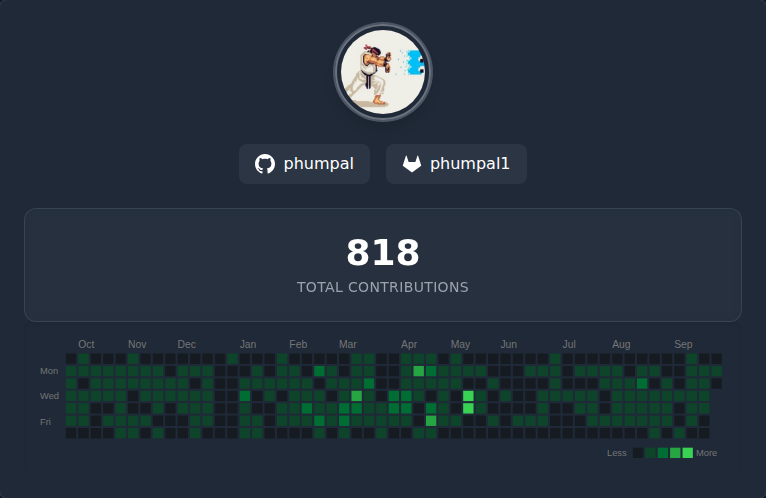 phumpal phumpal1
818
TOTAL CONTRIBUTIONS
Oct Nov Dec Jan Feb Mar Apr May Jun Jul Aug Sep
Mon
Wed
Fri
Less More